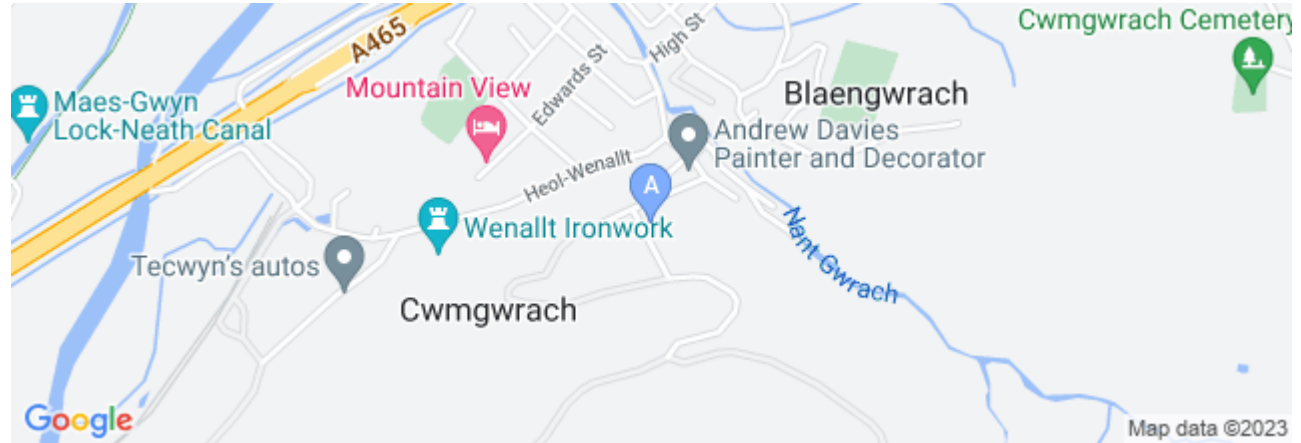 Cwmgwrach Cemetery
A465
High St
Edwards St
Mountain View
Blaengwrach
Maes-Gwyn
Lock-Neath Canal
Andrew Davies
Painter and Decorator
Heol-Wenallt
A
Wenallt Ironwork
Nant Gwrach
Tecwyn's autos
Cwmgwrach
Google
Map data ©2023